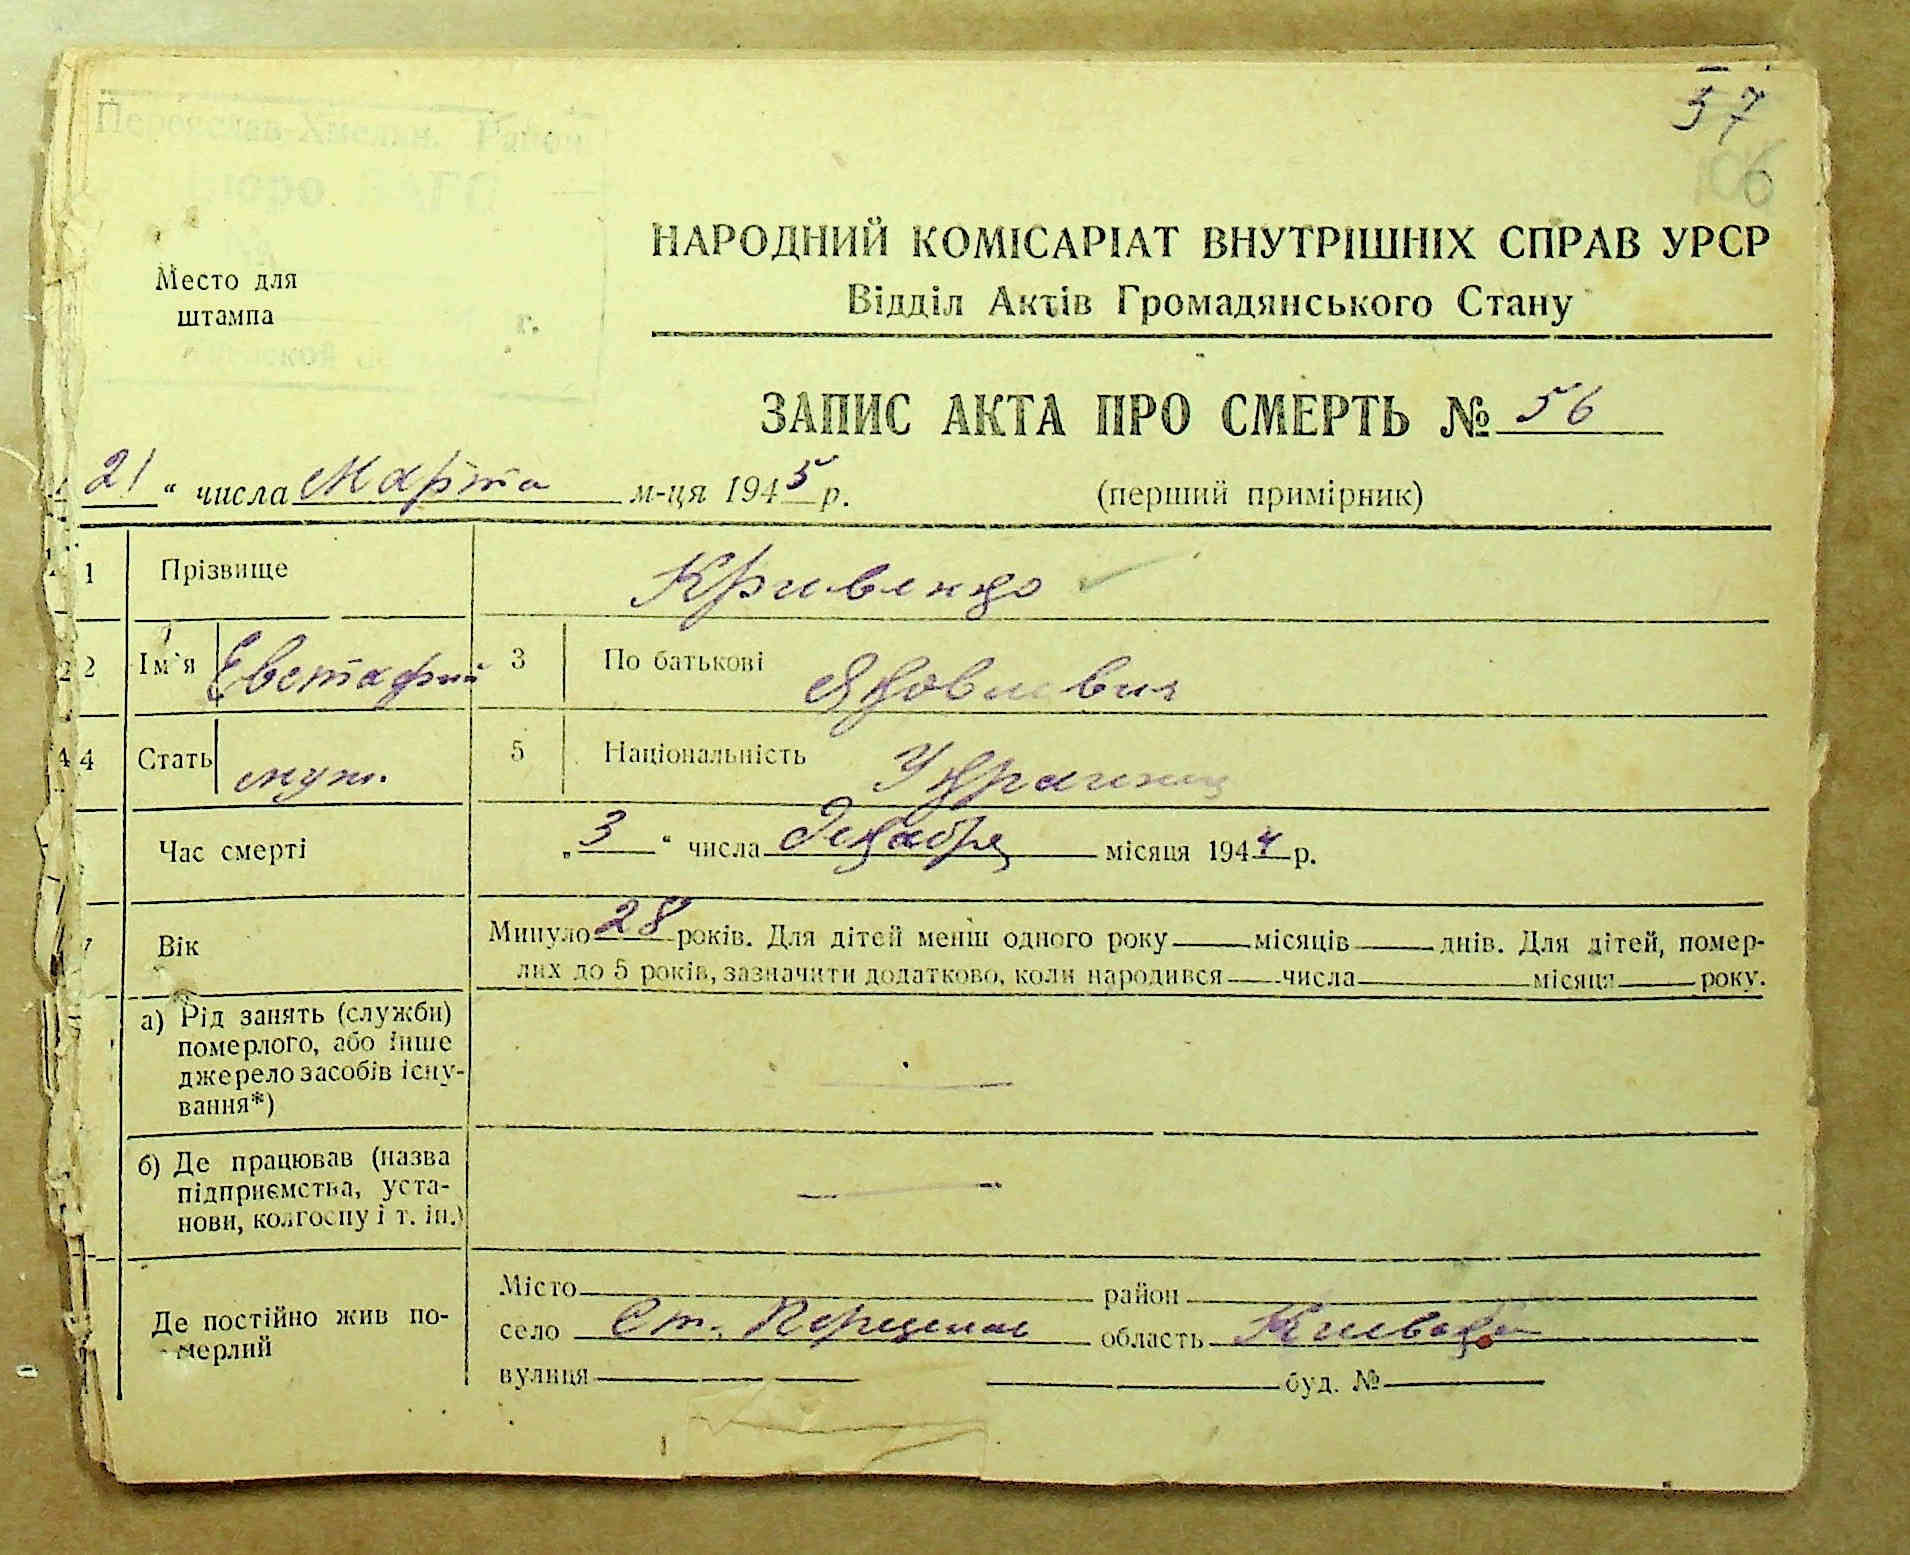 57
106
Переяслав-Хмельн. Район
Бюро ЗАГС
г.
Место для
штампа
НАРОДНИЙ КОМІСАРІАТ ВНУТРІШНІХ СПРАВ УРСР
Відділ Актів Громадянського Стану
ЗАПИС АКТА ПРО СМЕРТЬ № 56
21 " числа Марта м-ця 1945 р. (перший примірник)
1 Прізвище Кривенко
2 2 Ім'я Евстафий 3 По батькові Яковлевич
4 4 Стать муж. 5 Національність Украинец
Час смерті „ 3 " числа Декабря місяця 1944 р.
Вік Минуло 28 років. Для дітей менш одного року місяців днів. Для дітей, помер-
лих до 5 років, зазначити додатково, коли народився числа місяця року.
а) Рід занять (служби)
померлого, або інше
джерело засобів існу-
вання*)
б) Де працював (назва
підприємства, уста-
нови, колгоспу і т. ін.)
Де постійно жив по-
мерлий
Місто район
село Ст. область
вулиця буд. №